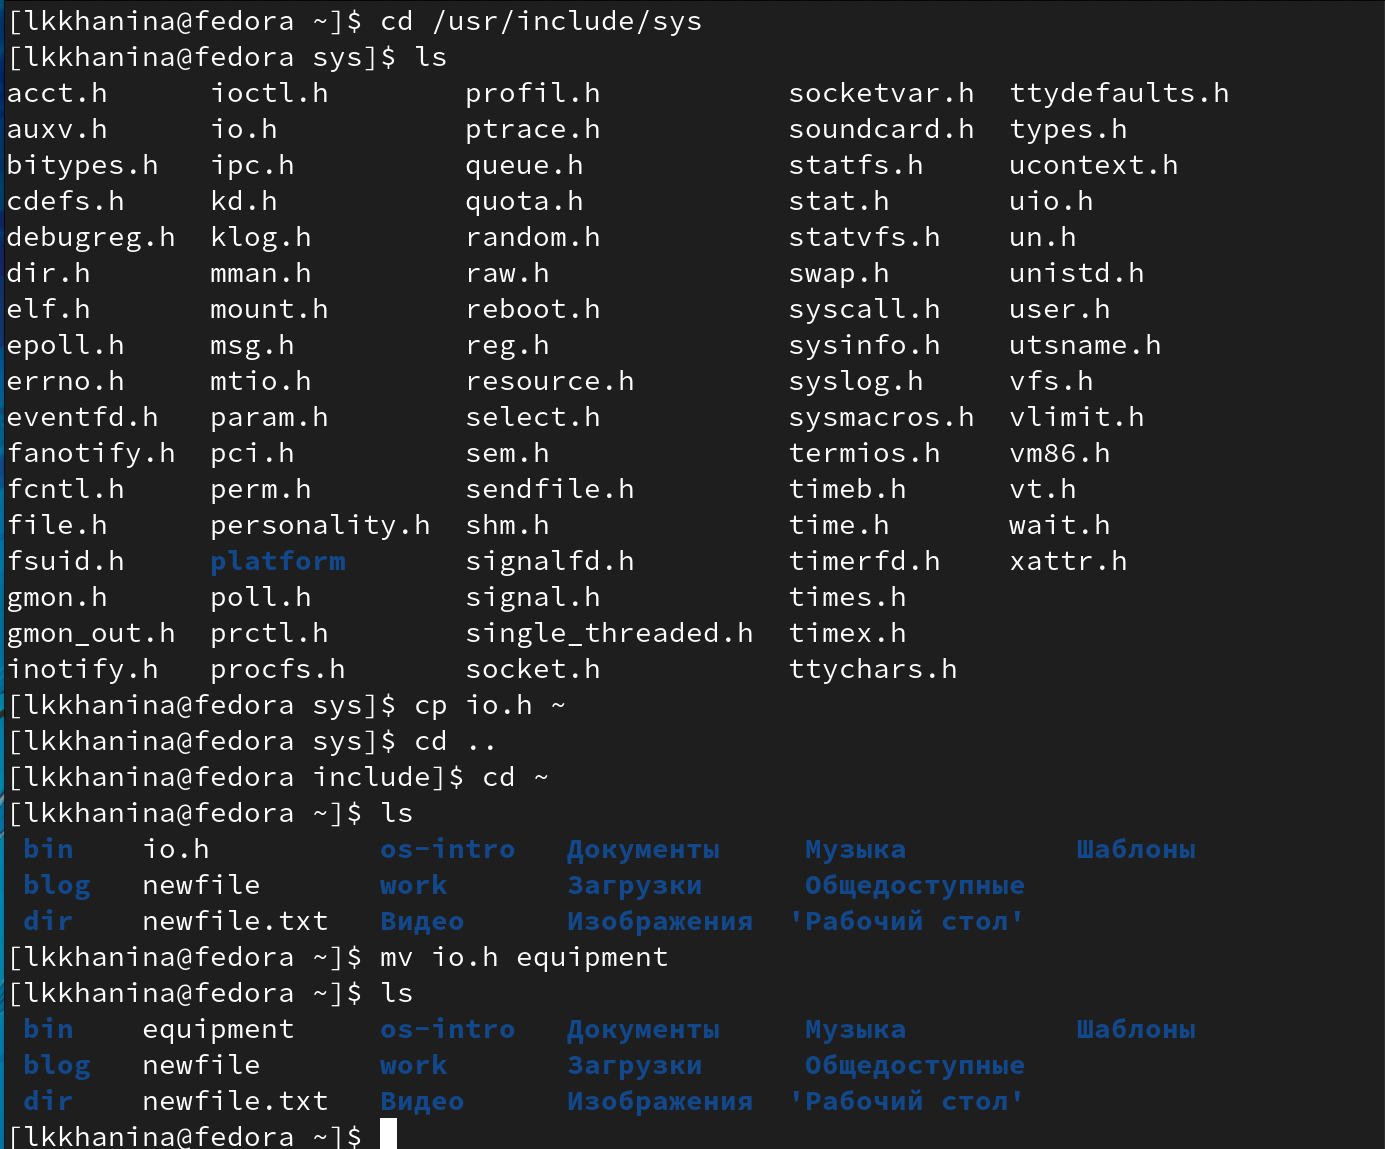 [lkkhanina@fedora ~]$ cd /usr/include/sys
[lkkhanina@fedora sys]$ ls
acct.h ioctl.h profil.h socketvar.h ttydefaults.h
auxv.h io.h ptrace.h soundcard.h types.h
bitypes.h ipc.h queue.h statfs.h ucontext.h
cdefs.h kd.h quota.h stat.h uio.h
debugreg.h klog.h random.h statvfs.h un.h
dir.h mman.h raw.h swap.h unistd.h
elf.h mount.h reboot.h syscall.h user.h
epoll.h msg.h reg.h sysinfo.h utsname.h
errno.h mtio.h resource.h syslog.h vfs.h
eventfd.h param.h select.h sysmacros.h vlimit.h
fanotify.h pci.h sem.h termios.h vm86.h
fcntl.h perm.h sendfile.h timeb.h vt.h
file.h personality.h shm.h time.h wait.h
fsuid.h platform signalfd.h timerfd.h xattr.h
gmon.h poll.h signal.h times.h
gmon_out.h prctl.h single_threaded.h timex.h
inotify.h procfs.h socket.h ttychars.h
[lkkhanina@fedora sys]$ cp io.h ~
[lkkhanina@fedora sys]$ cd ..
[lkkhanina@fedora include]$ cd ~
[lkkhanina@fedora ~]$ ls
bin io.h os-intro Документы Музыка Шаблоны
blog newfile work Загрузки Общедоступные
dir newfile.txt Видео Изображения 'Рабочий стол'
[lkkhanina@fedora ~]$ mv io.h equipment
[lkkhanina@fedora ~]$ ls
bin equipment os-intro Документы Музыка Шаблоны
blog newfile work Загрузки Общедоступные
dir newfile.txt Видео Изображения 'Рабочий стол'
[lkkhanina@fedora ~]$